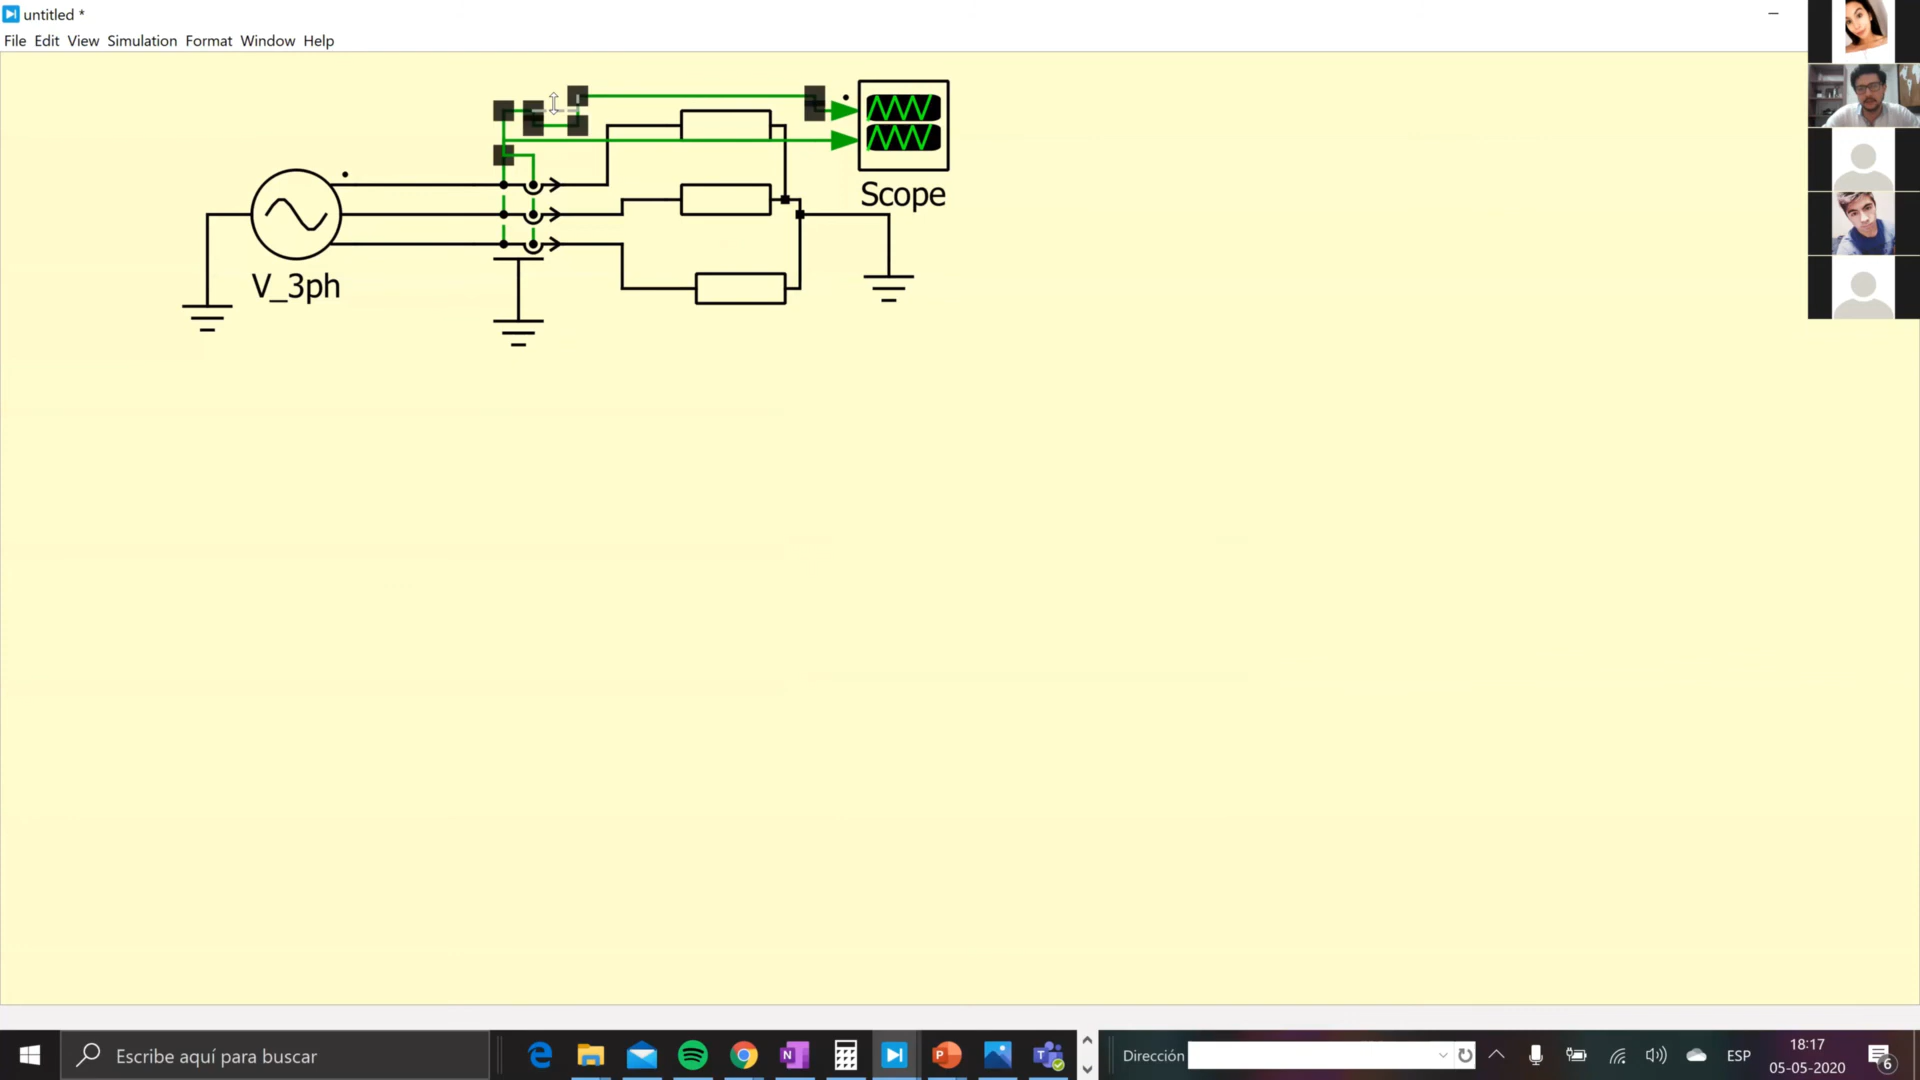 untitled *
File Edit View Simulation Format Window Help
Scope
V_3ph
Escribe aquí para buscar
Dirección
ESP
18:17
05-05-2020
6